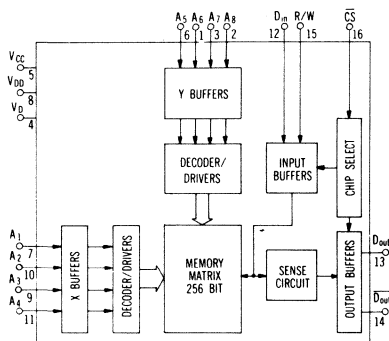 A5 A6 A7 A8 Din R/W CS
6 1 3 2 12 15 16
VCC
5
VDD
8
VD
4
Y BUFFERS
DECODER/
DRIVERS
INPUT
BUFFERS
CHIP SELECT
A1
7
A2
10
A3
9
A4
11
X BUFFERS
DECODER/DRIVERS
MEMORY
MATRIX
256 BIT
SENSE
CIRCUIT
OUTPUT BUFFERS
Dout
13
Dout
14